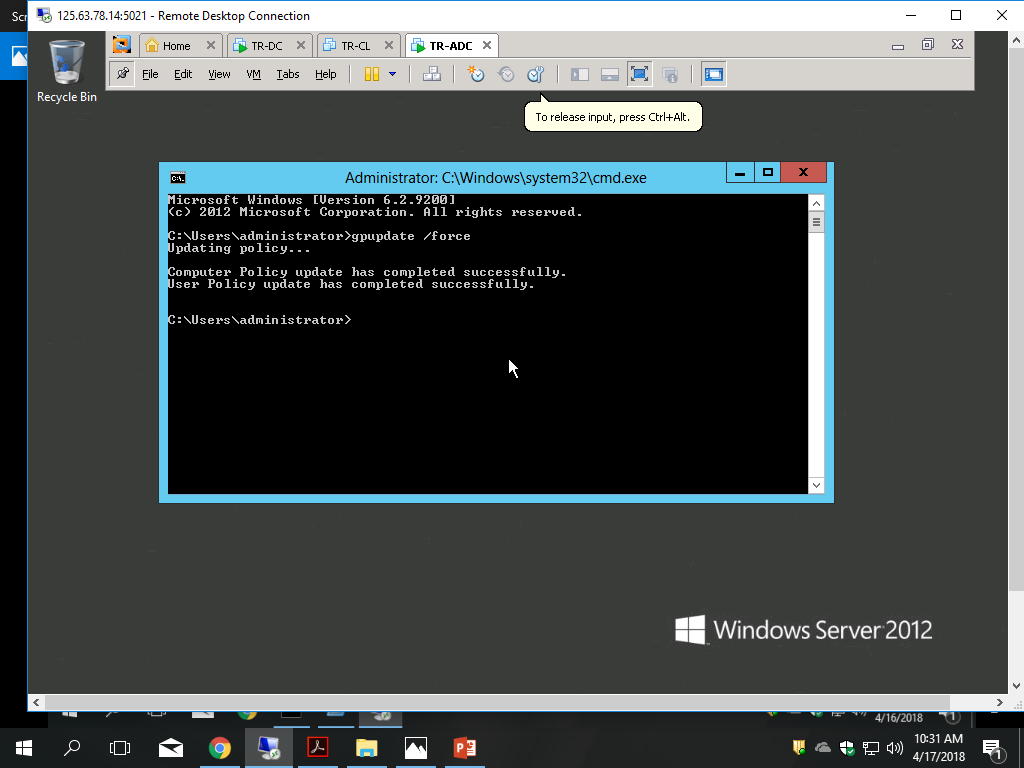 Scr
125.63.78.14:5021 - Remote Desktop Connection
Recycle Bin
Home
TR-DC
TR-CL
TR-ADC
File Edit View VM Tabs Help
To release input, press Ctrl+Alt.
Administrator: C:\Windows\system32\cmd.exe
Microsoft Windows [Version 6.2.9200]
(c) 2012 Microsoft Corporation. All rights reserved.
C:\Users\administrator>gpupdate /force
Updating policy...
Computer Policy update has completed successfully.
User Policy update has completed successfully.
C:\Users\administrator>
Windows Server 2012
4/16/2018
1
10:31 AM
4/17/2018
1